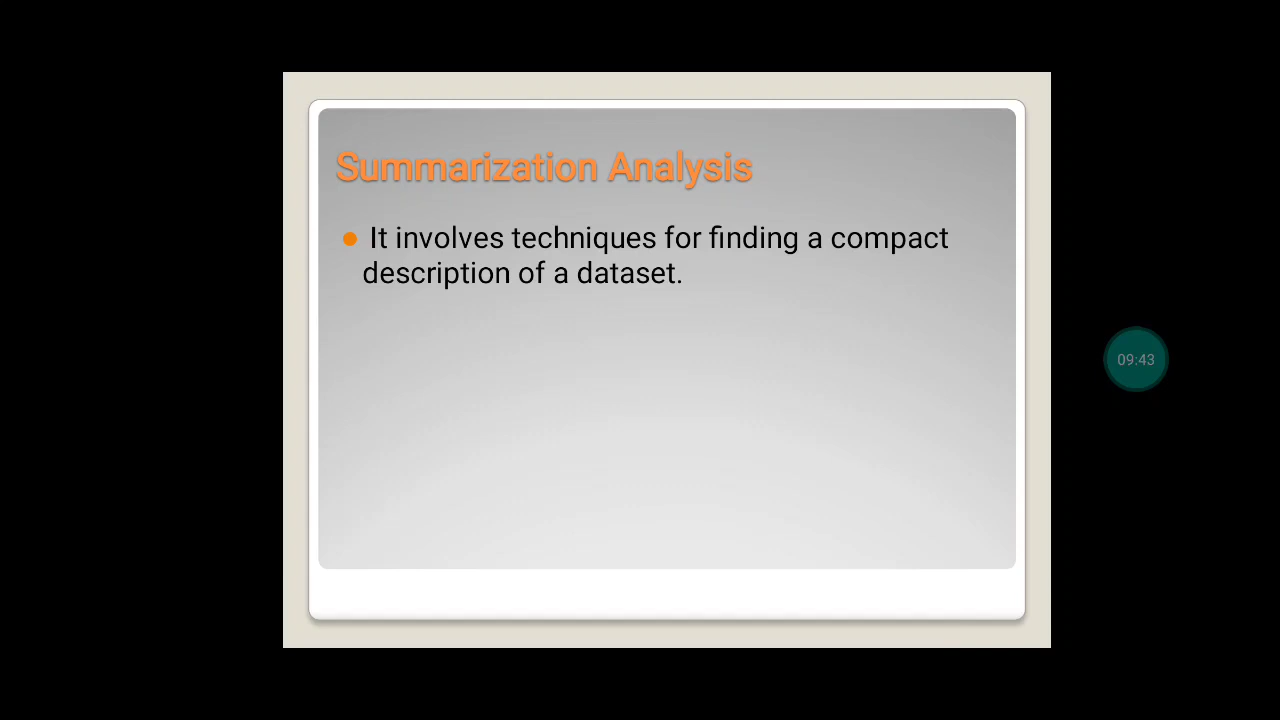 Summarization Analysis
It involves techniques for finding a compact
description of a dataset.
09:43